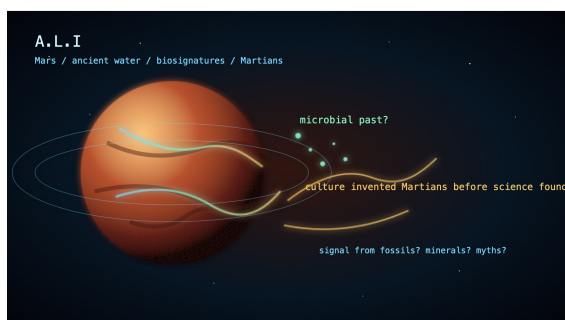 A.L.I
Mars / ancient water / biosignatures / Martians
microbial past?
culture invented Martians before science found
signal from fossils? minerals? myths?